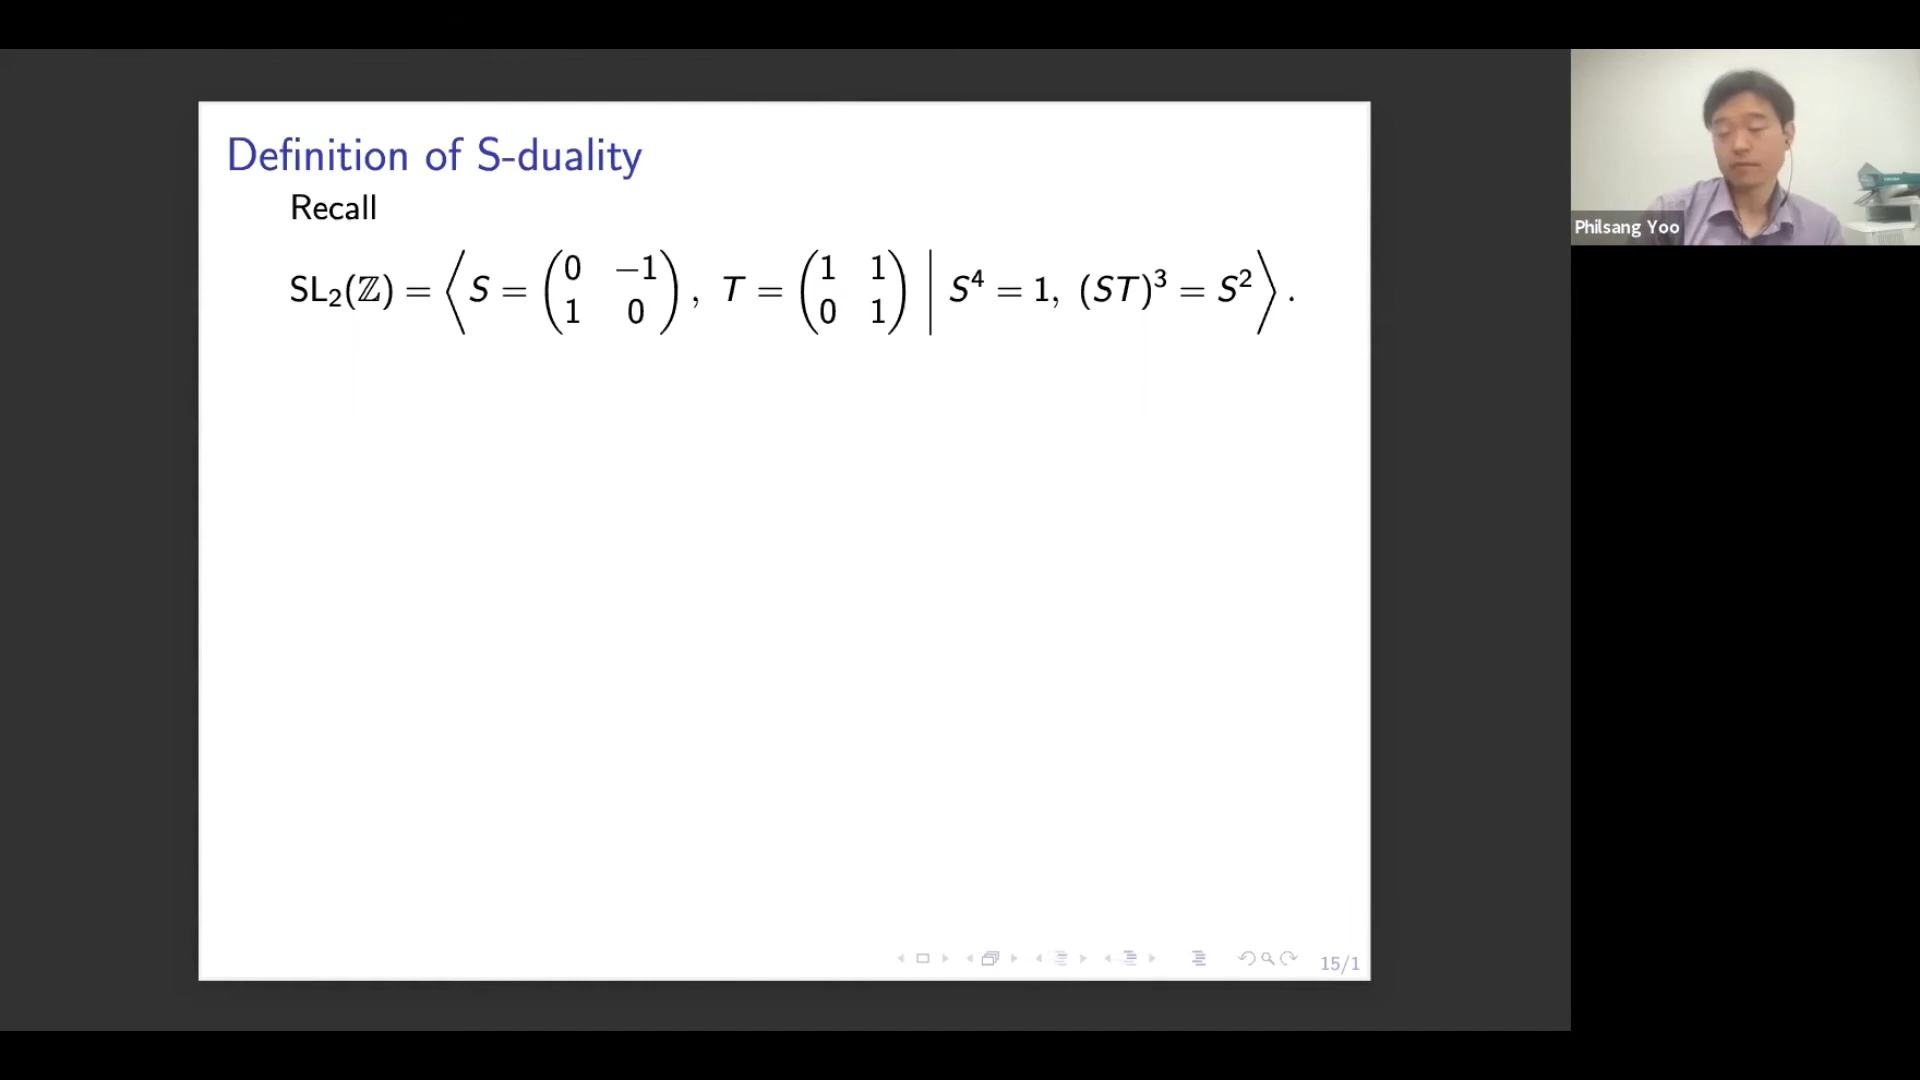 Definition of S-duality
Recall
SL₂(ℤ) = ⟨ S = ( 0 −1 ; 1 0 ) , T = ( 1 1 ; 0 1 ) | S⁴ = 1, (ST)³ = S² ⟩ .
15/1
Philsang Yoo